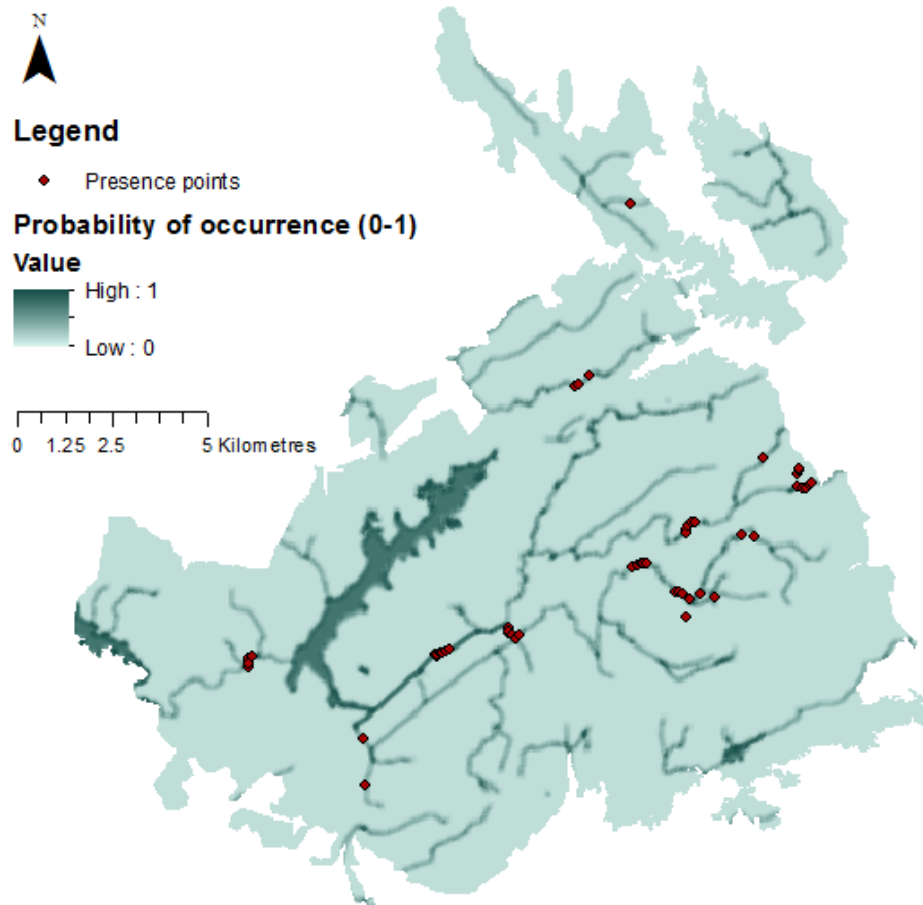 N
Legend
Presence points
Probability of occurrence (0-1)
Value
High : 1
Low : 0
0 1.25 2.5 5 Kilometres